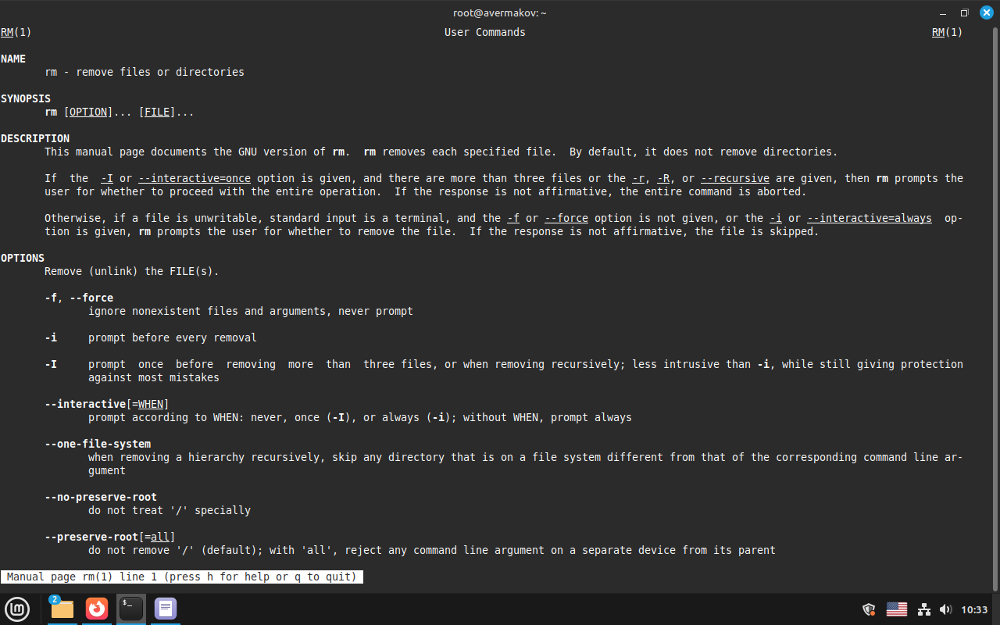 root@avermakov: ~
RM(1) User Commands RM(1)
NAME
rm - remove files or directories
SYNOPSIS
rm [OPTION]... [FILE]...
DESCRIPTION
This manual page documents the GNU version of rm.  rm removes each specified file.  By default, it does not remove directories.
If  the  -I or --interactive=once option is given, and there are more than three files or the -r, -R, or --recursive are given, then rm prompts the
user for whether to proceed with the entire operation.  If the response is not affirmative, the entire command is aborted.
Otherwise, if a file is unwritable, standard input is a terminal, and the -f or --force option is not given, or the -i or --interactive=always  op-
tion is given, rm prompts the user for whether to remove the file.  If the response is not affirmative, the file is skipped.
OPTIONS
Remove (unlink) the FILE(s).
-f, --force
ignore nonexistent files and arguments, never prompt
-i     prompt before every removal
-I     prompt  once  before  removing  more  than  three files, or when removing recursively; less intrusive than -i, while still giving protection
against most mistakes
--interactive[=WHEN]
prompt according to WHEN: never, once (-I), or always (-i); without WHEN, prompt always
--one-file-system
when removing a hierarchy recursively, skip any directory that is on a file system different from that of the corresponding command line ar-
gument
--no-preserve-root
do not treat '/' specially
--preserve-root[=all]
do not remove '/' (default); with 'all', reject any command line argument on a separate device from its parent
Manual page rm(1) line 1 (press h for help or q to quit)
2
$_
10:33